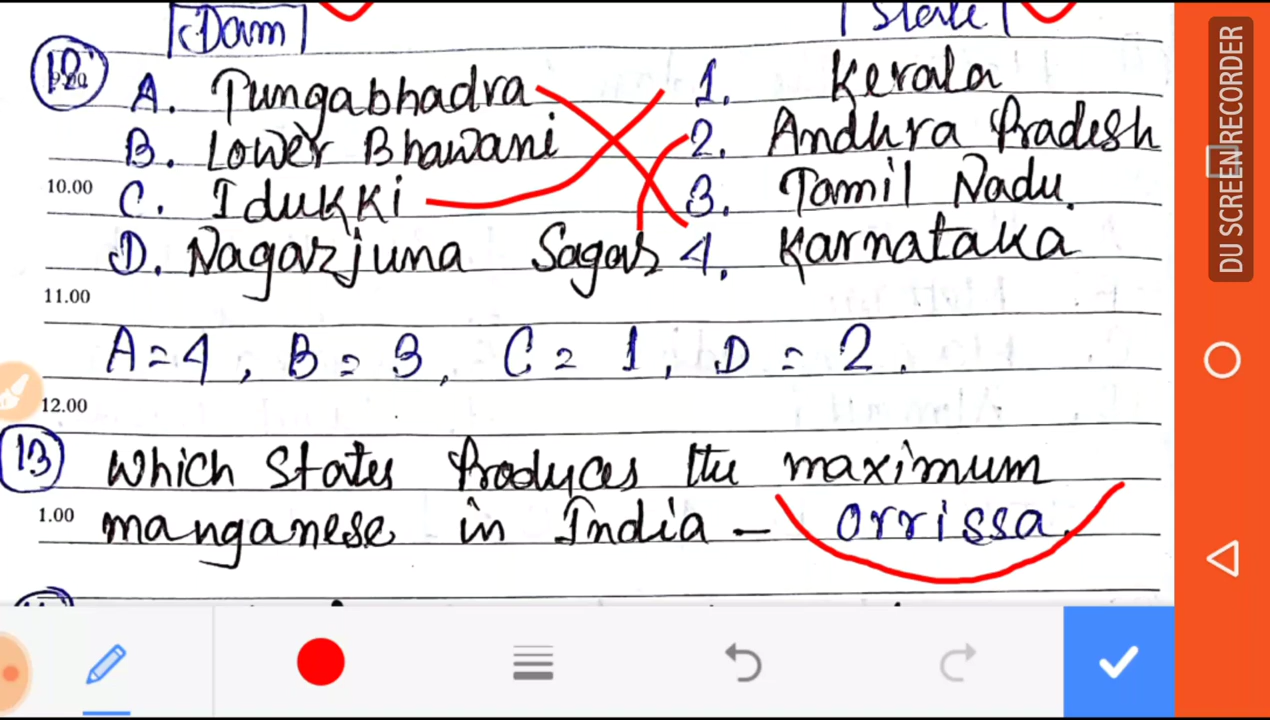 Dam
State
12
A. Tungabhadra
1. Kerala
B. Lower Bhawani
2. Andhra Pradesh
10.00
C. Idukki
3. Tamil Nadu.
D. Nagarjuna Sagar
4. Karnataka
11.00
A=4, B=3, C=1, D=2.
12.00
13 Which States Produces the maximum
1.00
manganese in India - Orrissa.
DU SCREEN RECORDER